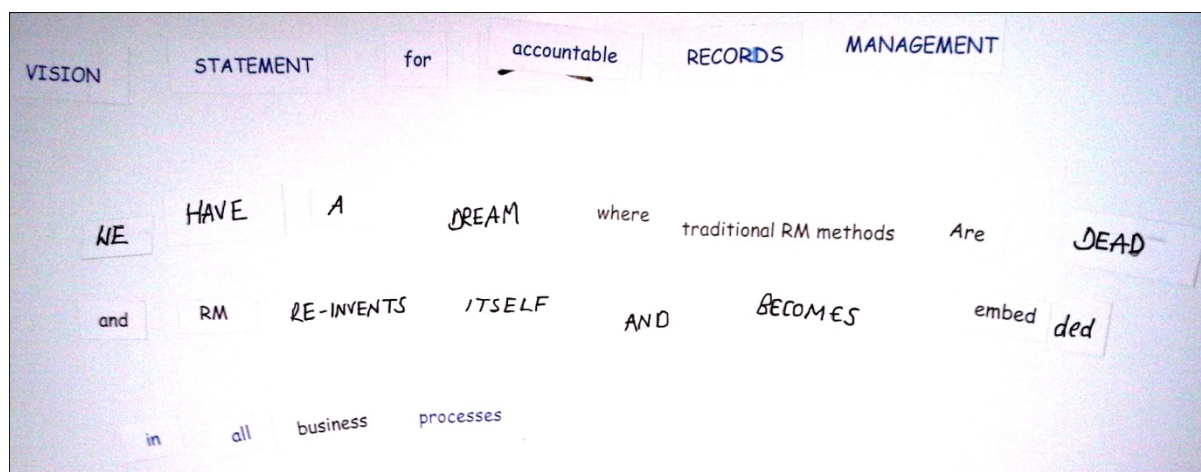 VISION STATEMENT for accountable RECORDS MANAGEMENT
WE HAVE A DREAM where traditional RM methods Are DEAD
and RM RE-INVENTS ITSELF AND BECOMES embed ded
in all business processes